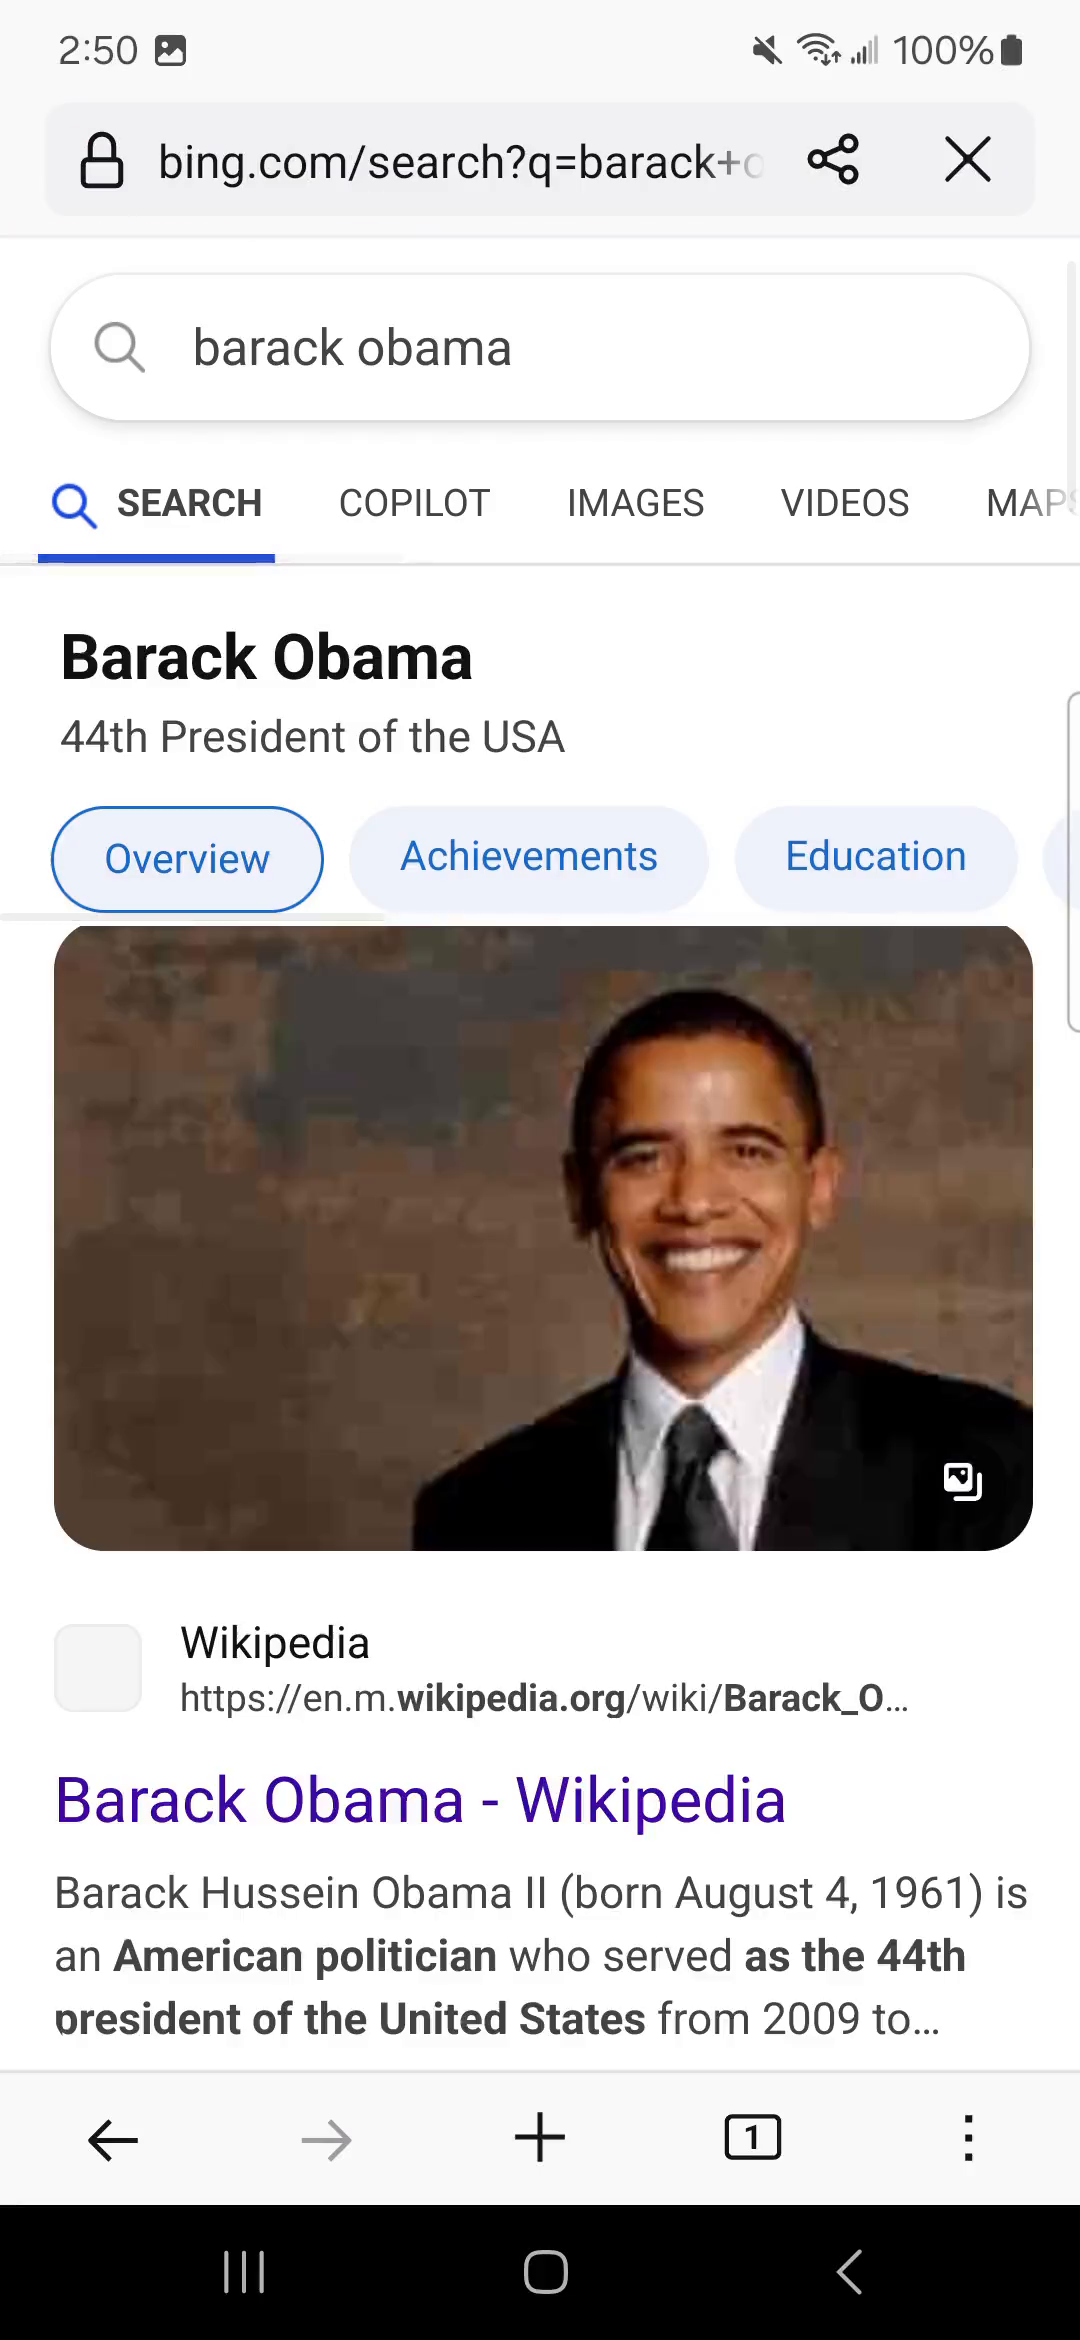 2:50
100%
bing.com/search?q=barack+o
barack obama
SEARCH COPILOT IMAGES VIDEOS MAPS
Barack Obama
44th President of the USA
Overview Achievements Education
Wikipedia
https://en.m.wikipedia.org/wiki/Barack_O...
Barack Obama - Wikipedia
Barack Hussein Obama II (born August 4, 1961) is
an American politician who served as the 44th
president of the United States from 2009 to...
1